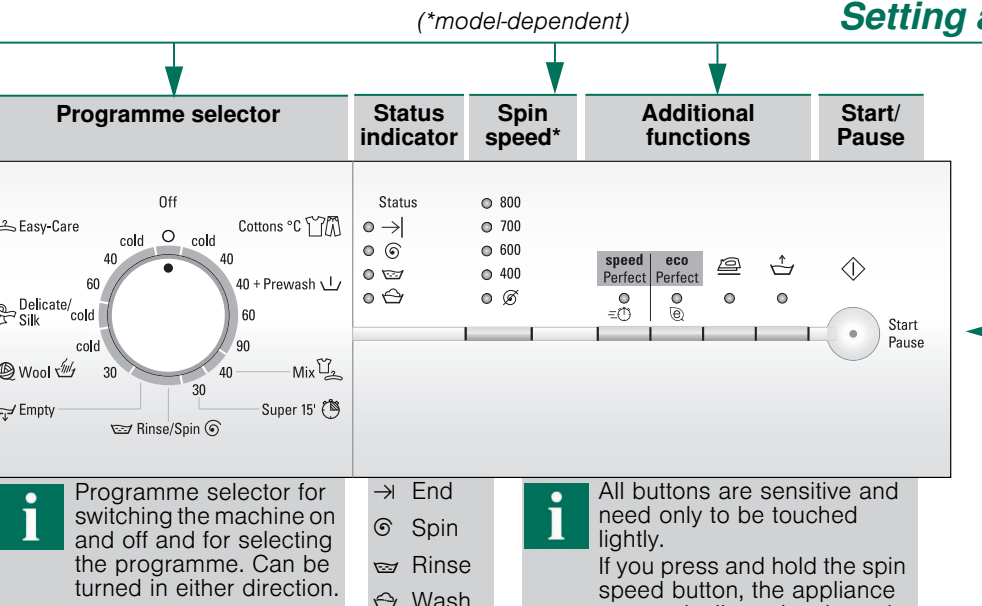 (*model-dependent)
Setting a
Programme selector
Status
indicator
Spin
speed*
Additional
functions
Start/
Pause
Off
Easy-Care
Cottons °C
cold
cold
40
40
60
40 + Prewash
Delicate/
Silk
cold
60
cold
90
Wool
30
40
Mix
30
Empty
Super 15'
Rinse/Spin
Status
800
700
600
400
speed
Perfect
eco
Perfect
e
Start
Pause
i
Programme selector for
switching the machine on
and off and for selecting
the programme. Can be
turned in either direction.
End
Spin
Rinse
Wash
i
All buttons are sensitive and
need only to be touched
lightly.
If you press and hold the spin
speed button, the appliance